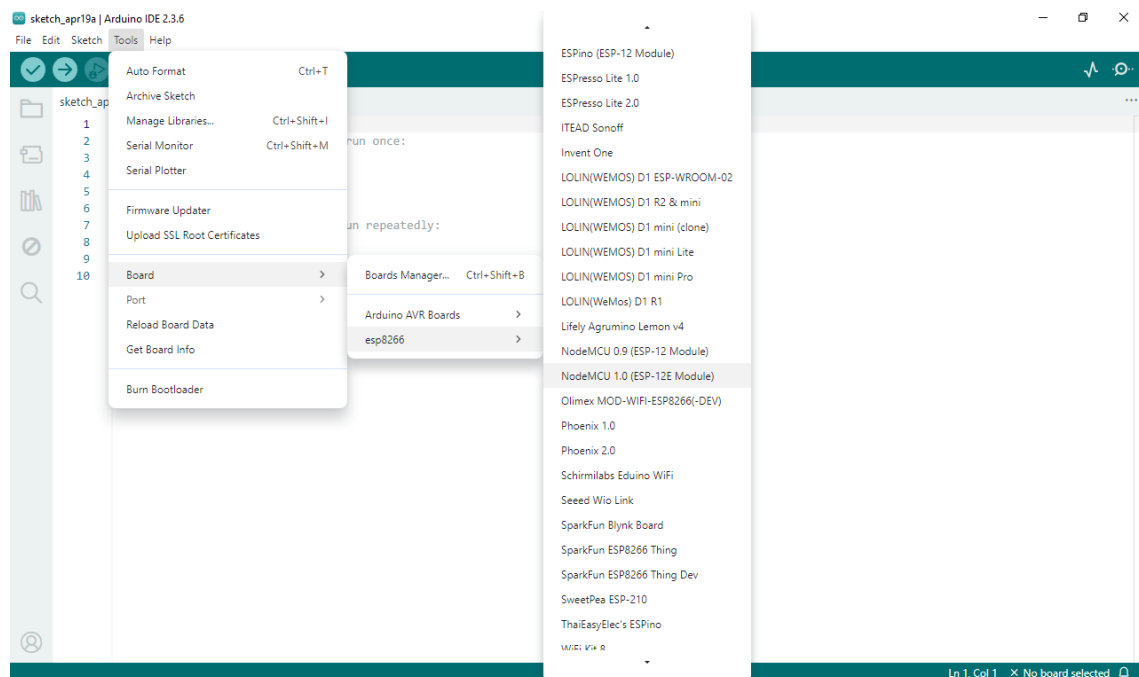 sketch_apr19a | Arduino IDE 2.3.6
File Edit Sketch Tools Help
sketch_ap
1
2
3
4
5
6
7
8
9
10
run once:
un repeatedly:
Auto Format Ctrl+T
Archive Sketch
Manage Libraries... Ctrl+Shift+I
Serial Monitor Ctrl+Shift+M
Serial Plotter
Firmware Updater
Upload SSL Root Certificates
Board
Port
Reload Board Data
Get Board Info
Burn Bootloader
Boards Manager... Ctrl+Shift+B
Arduino AVR Boards
esp8266
ESPino (ESP-12 Module)
ESPresso Lite 1.0
ESPresso Lite 2.0
ITEAD Sonoff
Invent One
LOLIN(WEMOS) D1 ESP-WROOM-02
LOLIN(WEMOS) D1 R2 & mini
LOLIN(WEMOS) D1 mini (clone)
LOLIN(WEMOS) D1 mini Lite
LOLIN(WEMOS) D1 mini Pro
LOLIN(WeMos) D1 R1
Lifely Agrumino Lemon v4
NodeMCU 0.9 (ESP-12 Module)
NodeMCU 1.0 (ESP-12E Module)
Olimex MOD-WIFI-ESP8266(-DEV)
Phoenix 1.0
Phoenix 2.0
Schirmilabs Eduino WiFi
Seeed Wio Link
SparkFun Blynk Board
SparkFun ESP8266 Thing
SparkFun ESP8266 Thing Dev
SweetPea ESP-210
ThaiEasyElec's ESPino
WiFi Kit 8
Ln 1, Col 1 × No board selected